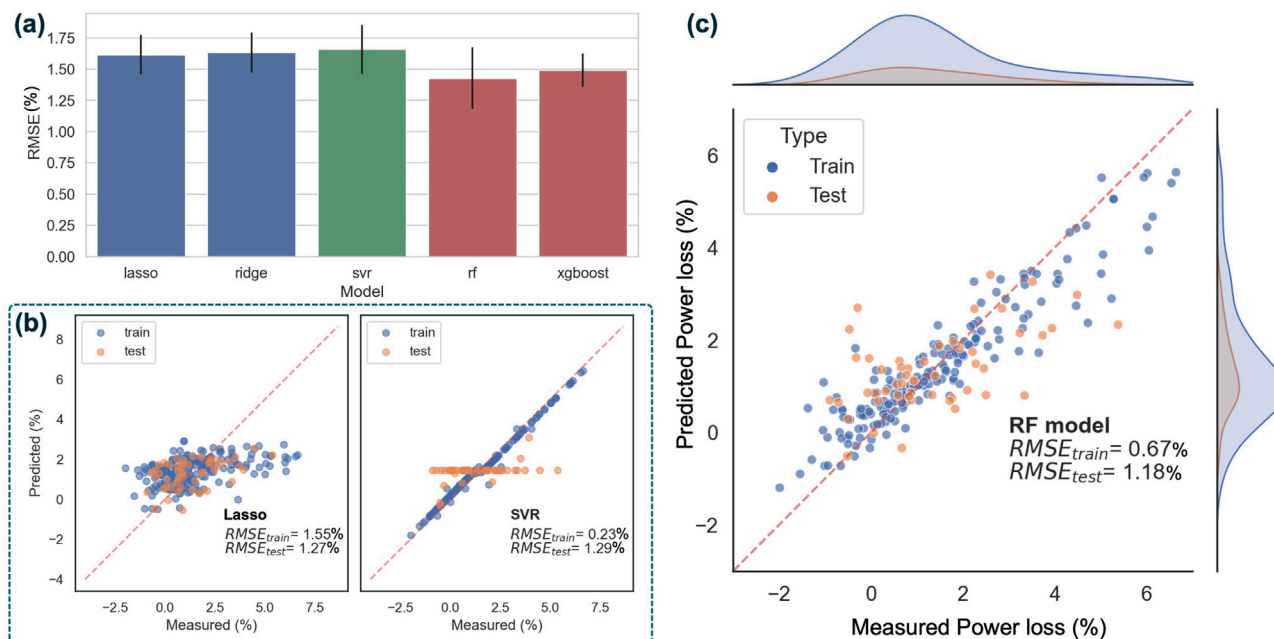 (a)
1.75
1.50
1.25
1.00
0.75
0.50
0.25
0.00
RMSE (%)
lasso ridge svr rf xgboost
Model
(b)
train
test
8
6
4
2
0
−2
−4
Predicted (%)
Lasso
RMSEtrain= 1.55%
RMSEtest= 1.27%
−2.5 0.0 2.5 5.0 7.5
Measured (%)
train
test
SVR
RMSEtrain= 0.23%
RMSEtest= 1.29%
−2.5 0.0 2.5 5.0 7.5
Measured (%)
(c)
Type
Train
Test
6
4
2
0
−2
Predicted Power loss (%)
RF model
RMSEtrain= 0.67%
RMSEtest= 1.18%
−2 0 2 4 6
Measured Power loss (%)